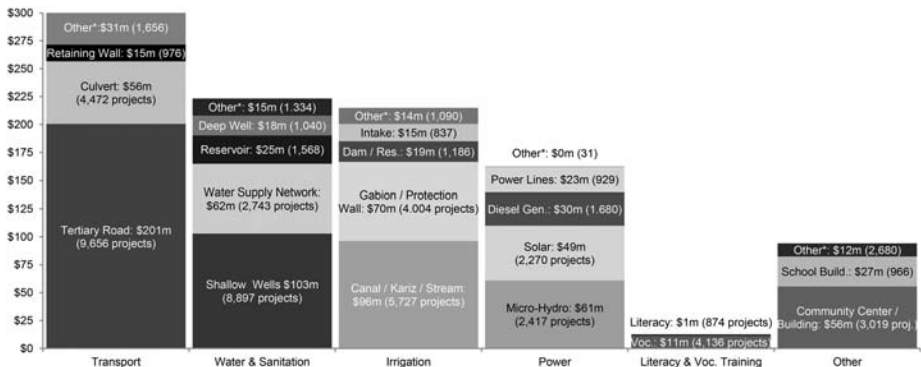 $300
$275
$250
$225
$200
$175
$150
$125
$100
$75
$50
$25
$0
Other*:$31m (1,656)
Retaining Wall: $15m (976)
Culvert: $56m
(4,472 projects)
Tertiary Road: $201m
(9,656 projects)
Transport
Other*: $15m (1.334)
Deep Well: $18m (1,040)
Reservoir: $25m (1,568)
Water Supply Network:
$62m (2,743 projects)
Shallow Wells $103m
(8,897 projects)
Water & Sanitation
Other*: $14m (1,090)
Intake: $15m (837)
Dam / Res.: $19m (1,186)
Gabion / Protection
Wall: $70m (4.004 projects)
Canal / Kariz / Stream:
$96m (5,727 projects)
Irrigation
Other*: $0m (31)
Power Lines: $23m (929)
Diesel Gen.: $30m (1.680)
Solar: $49m
(2,270 projects)
Micro-Hydro: $61m
(2,417 projects)
Power
Literacy: $1m (874 projects)
Voc.: $11m (4,136 projects)
Literacy & Voc. Training
Other*: $12m (2,680)
School Build.: $27m (966)
Community Center /
Building: $56m (3,019 proj.)
Other